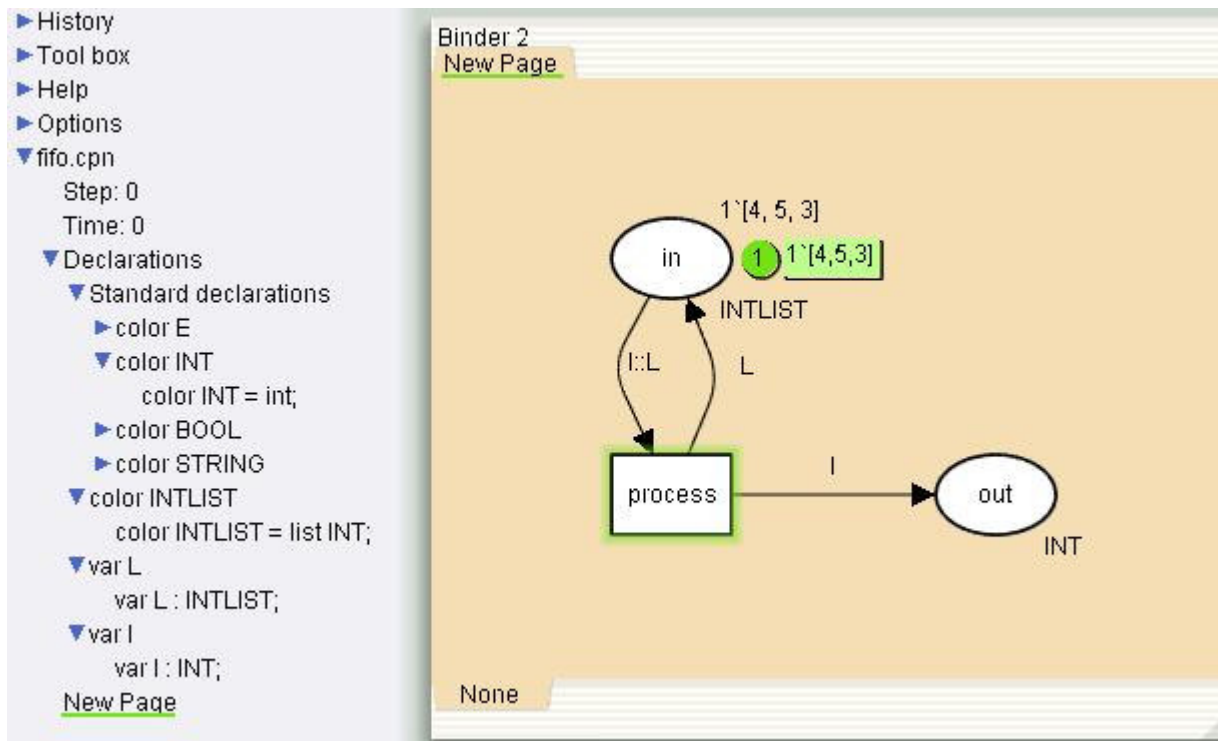 History
Tool box
Help
Options
fifo.cpn
Step: 0
Time: 0
Declarations
Standard declarations
color E
color INT
color INT = int;
color BOOL
color STRING
color INTLIST
color INTLIST = list INT;
var L
var L : INTLIST;
var I
var I : INT;
New Page
Binder 2
New Page
1`[4, 5, 3]
in
1
1`[4,5,3]
INTLIST
I::L
L
process
I
out
INT
None